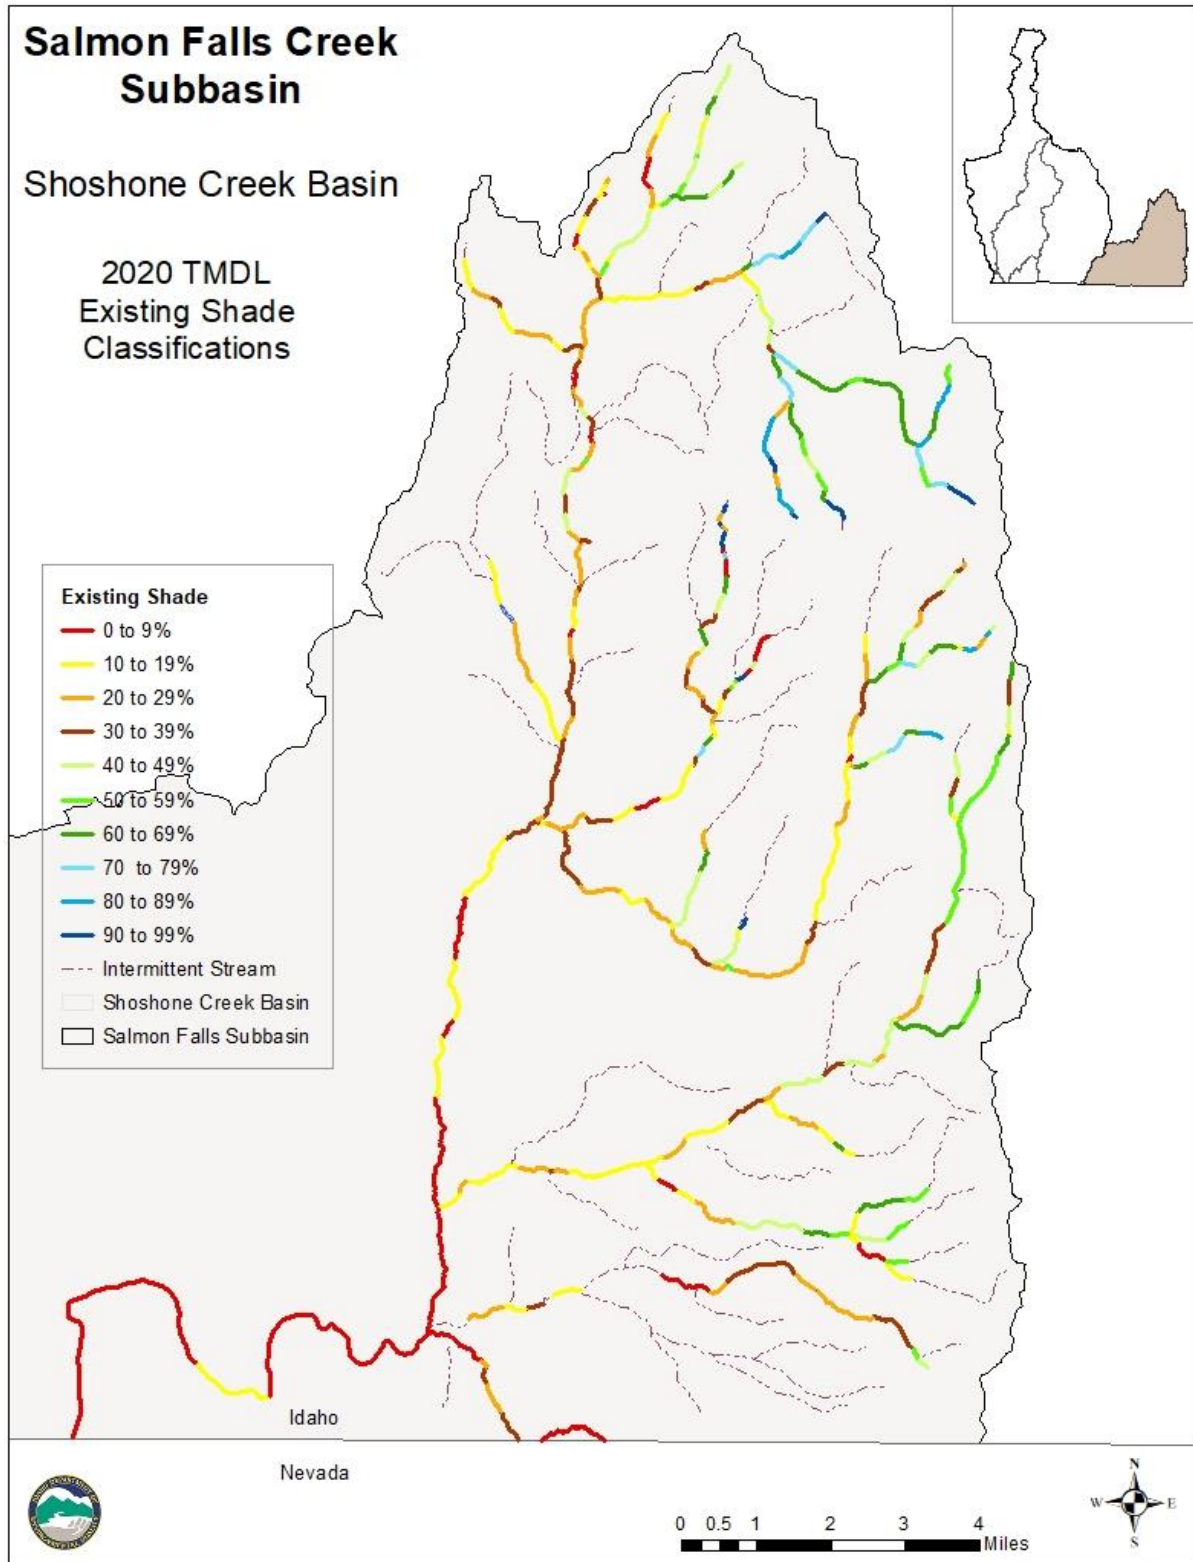 Salmon Falls Creek
Subbasin
Shoshone Creek Basin
2020 TMDL
Existing Shade
Classifications
Existing Shade
0 to 9%
10 to 19%
20 to 29%
30 to 39%
40 to 49%
50 to 59%
60 to 69%
70 to 79%
80 to 89%
90 to 99%
Intermittent Stream
Shoshone Creek Basin
Salmon Falls Subbasin
Idaho
Nevada
N
W E
S
0 0.5 1 2 3 4
Miles